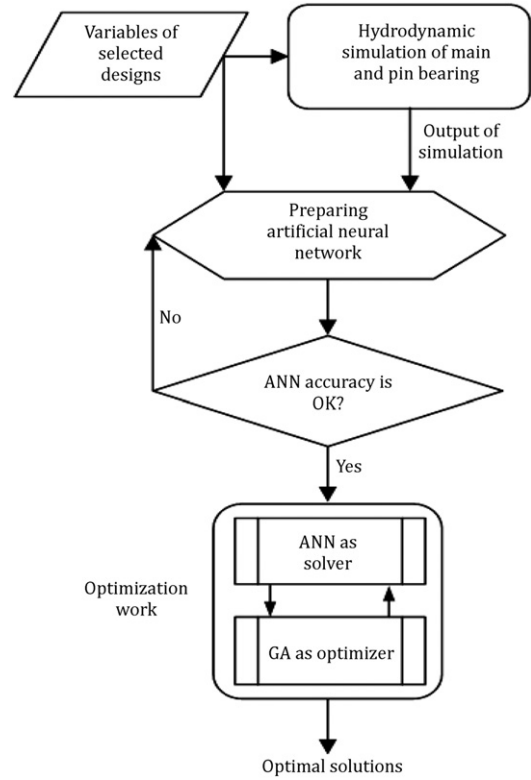 Variables of
selected
designs
Hydrodynamic
simulation of main
and pin bearing
Output of
simulation
Preparing
artificial neural
network
No
ANN accuracy is
OK?
Yes
Optimization
work
ANN as
solver
GA as optimizer
Optimal solutions